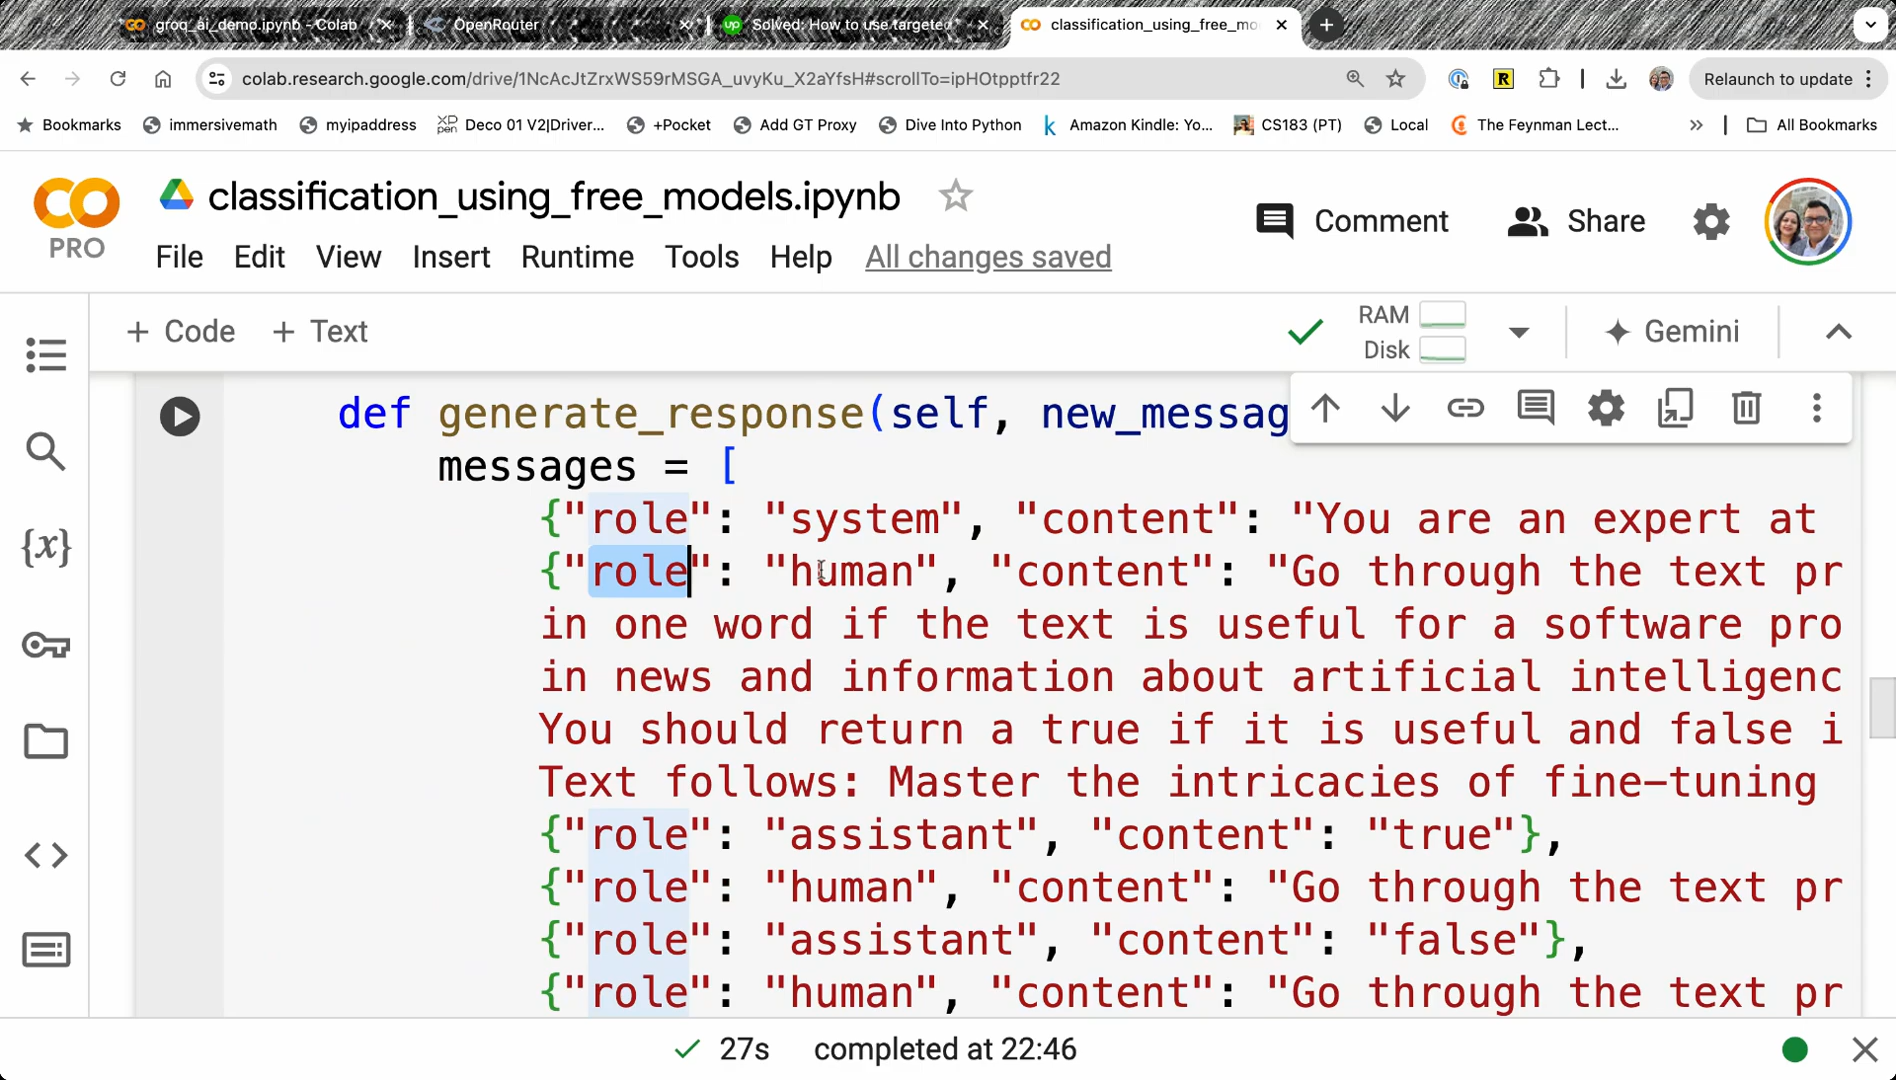 groq_ai_demo.ipynb - Colab
OpenRouter
Solved: How to use targeted
classification_using_free_mo
colab.research.google.com/drive/1NcAcJtZrxWS59rMSGA_uvyKu_X2aYfsH#scrollTo=ipHOtpptfr22
Relaunch to update
Bookmarks
immersivemath
myipaddress
Deco 01 V2|Driver...
+Pocket
Add GT Proxy
Dive Into Python
Amazon Kindle: Yo...
CS183 (PT)
Local
The Feynman Lect...
All Bookmarks
classification_using_free_models.ipynb
PRO
File Edit View Insert Runtime Tools Help All changes saved
Comment
Share
+ Code + Text
RAM
Disk
Gemini
def generate_response(self, new_messag
messages = [
{"role": "system", "content": "You are an expert at
{"role": "human", "content": "Go through the text pr
in one word if the text is useful for a software pro
in news and information about artificial intelligenc
You should return a true if it is useful and false i
Text follows: Master the intricacies of fine-tuning
{"role": "assistant", "content": "true"},
{"role": "human", "content": "Go through the text pr
{"role": "assistant", "content": "false"},
{"role": "human", "content": "Go through the text pr
27s completed at 22:46